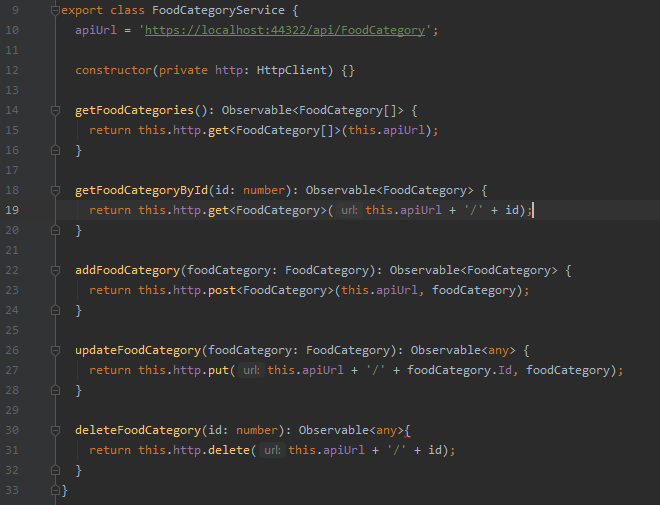 9 export class FoodCategoryService {
10   apiUrl = 'https://localhost:44322/api/FoodCategory';
11
12   constructor(private http: HttpClient) {}
13
14   getFoodCategories(): Observable<FoodCategory[]> {
15     return this.http.get<FoodCategory[]>(this.apiUrl);
16   }
17
18   getFoodCategoryById(id: number): Observable<FoodCategory> {
19     return this.http.get<FoodCategory>( url: this.apiUrl + '/' + id);
20   }
21
22   addFoodCategory(foodCategory: FoodCategory): Observable<FoodCategory> {
23     return this.http.post<FoodCategory>(this.apiUrl, foodCategory);
24   }
25
26   updateFoodCategory(foodCategory: FoodCategory): Observable<any> {
27     return this.http.put( url: this.apiUrl + '/' + foodCategory.Id, foodCategory);
28   }
29
30   deleteFoodCategory(id: number): Observable<any>{
31     return this.http.delete( url: this.apiUrl + '/' + id);
32   }
33 }